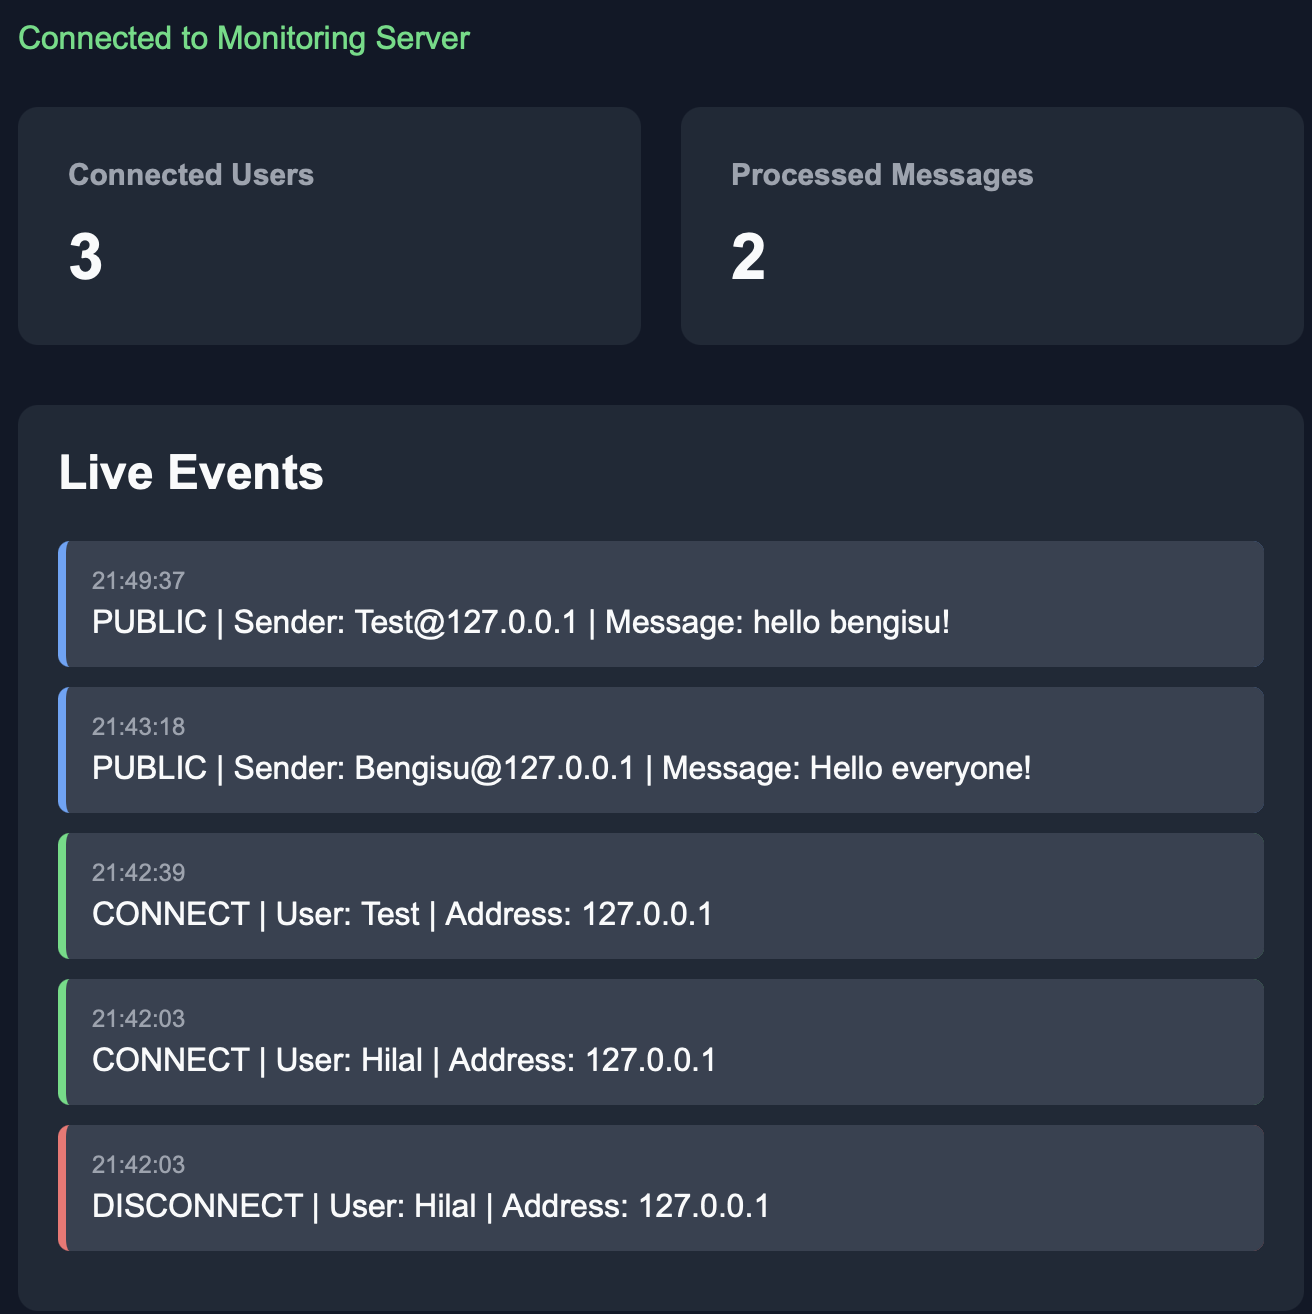 Connected to Monitoring Server
Connected Users
3
Processed Messages
2
Live Events
21:49:37
PUBLIC | Sender: Test@127.0.0.1 | Message: hello bengisu!
21:43:18
PUBLIC | Sender: Bengisu@127.0.0.1 | Message: Hello everyone!
21:42:39
CONNECT | User: Test | Address: 127.0.0.1
21:42:03
CONNECT | User: Hilal | Address: 127.0.0.1
21:42:03
DISCONNECT | User: Hilal | Address: 127.0.0.1